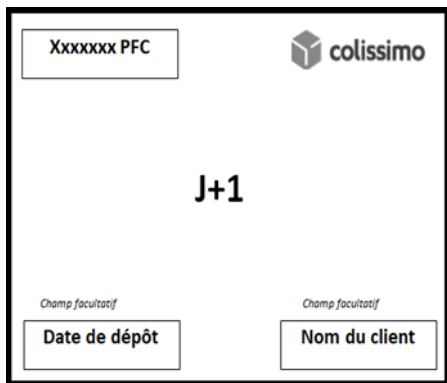 Xxxxxxx PFC
colissimo
J+1
Champ facultatif
Champ facultatif
Date de dépôt
Nom du client